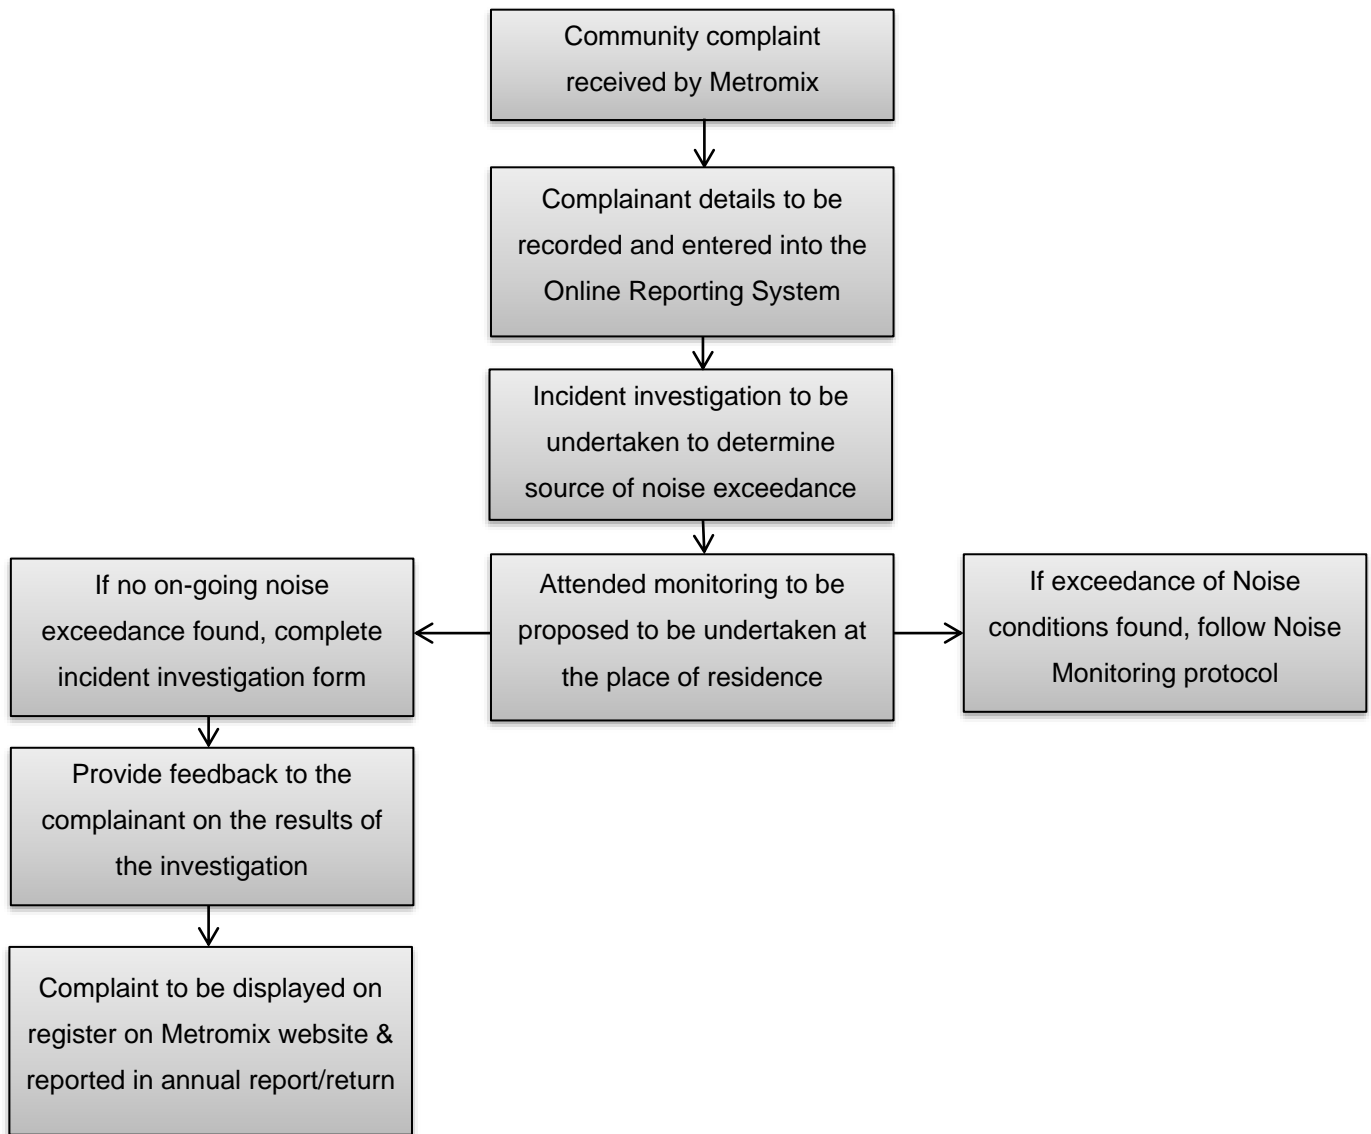 Community complaint
received by Metromix
Complainant details to be
recorded and entered into the
Online Reporting System
Incident investigation to be
undertaken to determine
source of noise exceedance
If no on-going noise
exceedance found, complete
incident investigation form
Attended monitoring to be
proposed to be undertaken at
the place of residence
If exceedance of Noise
conditions found, follow Noise
Monitoring protocol
Provide feedback to the
complainant on the results of
the investigation
Complaint to be displayed on
register on Metromix website &
reported in annual report/return